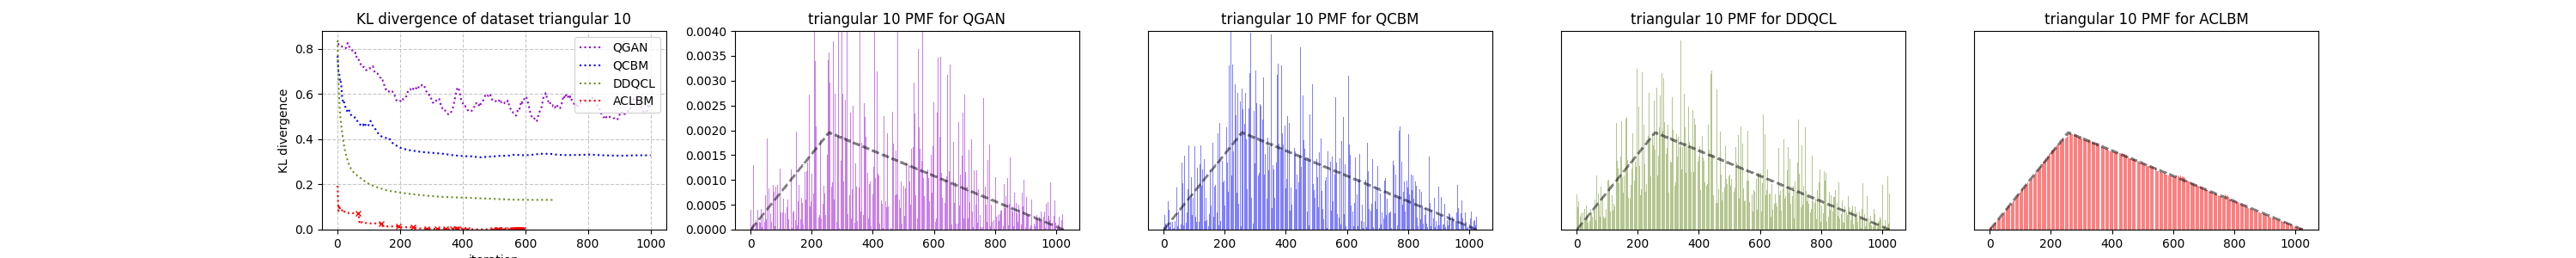 KL divergence of dataset triangular 10
KL divergence
0.8
0.6
0.4
0.2
0.0
0 200 400 600 800 1000
iteration
QGAN
QCBM
DDQCL
ACLBM
triangular 10 PMF for QGAN
0.0040
0.0035
0.0030
0.0025
0.0020
0.0015
0.0010
0.0005
0.0000
0 200 400 600 800 1000
triangular 10 PMF for QCBM
0 200 400 600 800 1000
triangular 10 PMF for DDQCL
0 200 400 600 800 1000
triangular 10 PMF for ACLBM
0 200 400 600 800 1000